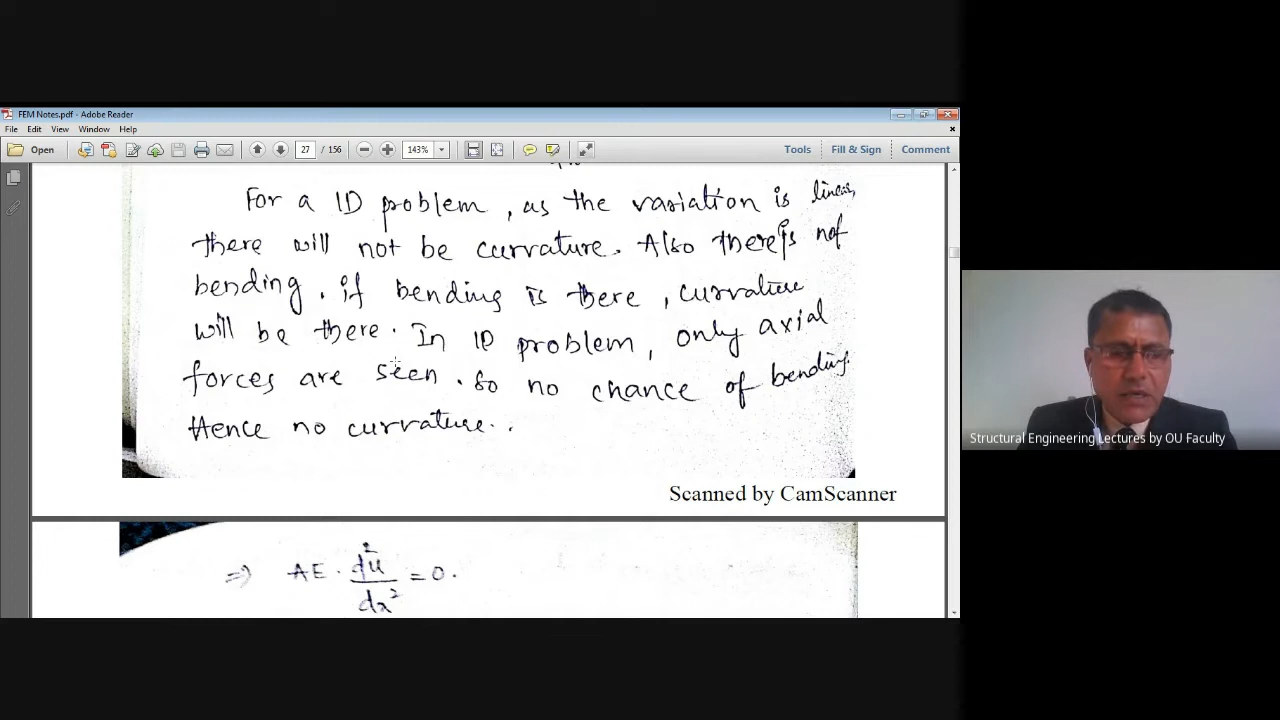 FEM Notes.pdf - Adobe Reader
File Edit View Window Help
Open 27 / 156 143% Tools Fill & Sign Comment
For a 1D problem, as the variation is linear,
there will not be curvature. Also there is not
bending. if bending is there, curvature
will be there. In 1D problem, only axial
forces are seen. So no chance of bending.
Hence no curvature..
Scanned by CamScanner
=> AE. d²u/dx² = 0.
Structural Engineering Lectures by OU Faculty